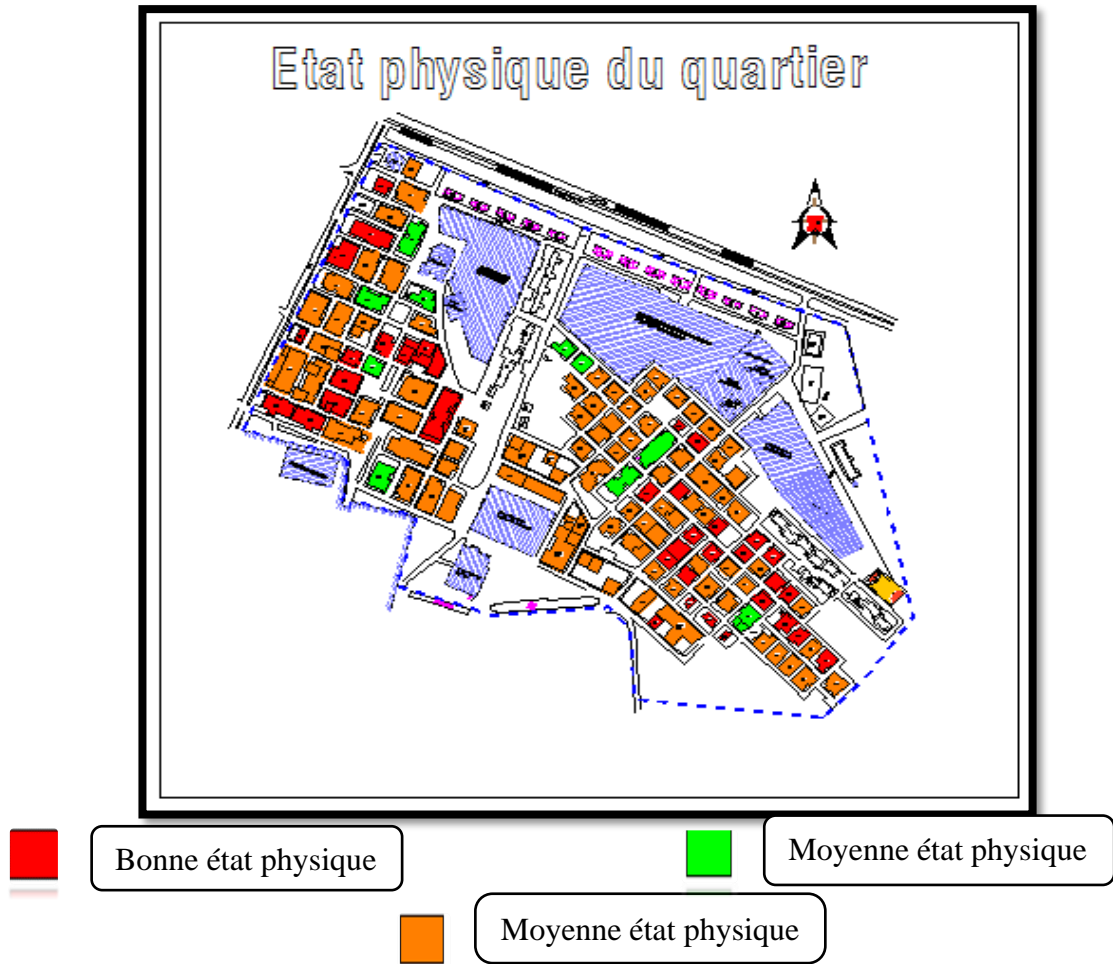 Etat physique du quartier
Bonne état physique
Moyenne état physique
Moyenne état physique